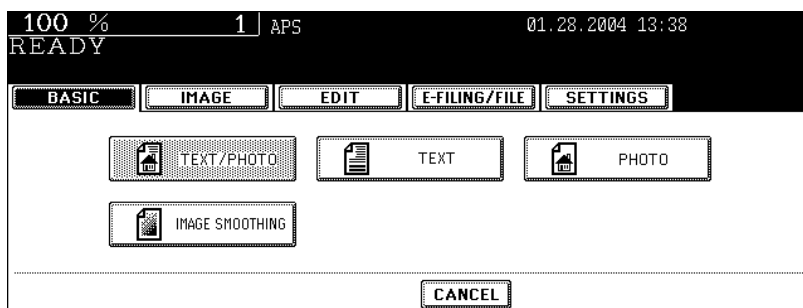 100 % 1 APS 01.28.2004 13:38
READY
BASIC IMAGE EDIT E-FILING/FILE SETTINGS
TEXT/PHOTO TEXT PHOTO
IMAGE SMOOTHING
CANCEL